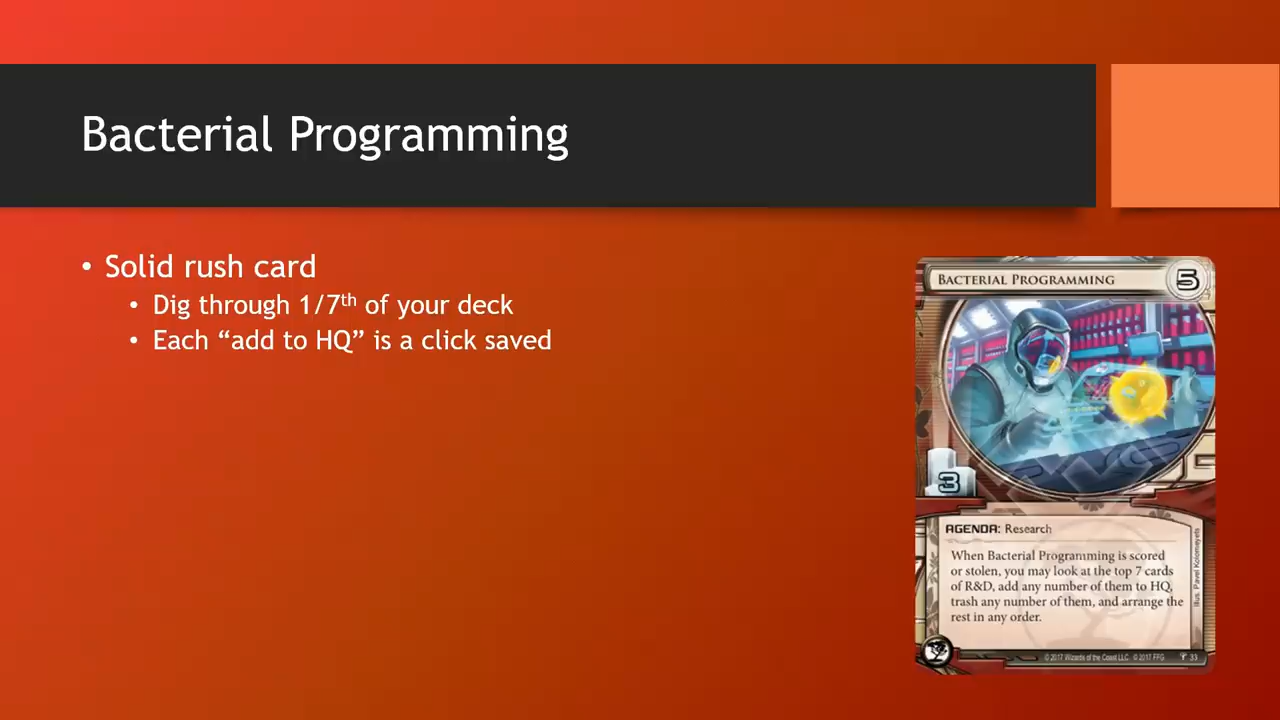 Bacterial Programming
• Solid rush card
• Dig through 1/7th of your deck
• Each “add to HQ” is a click saved
BACTERIAL PROGRAMMING
5
3
AGENDA: Research
When Bacterial Programming is scored
or stolen, you may look at the top 7 cards
of R&D, add any number of them to HQ,
trash any number of them, and arrange the
rest in any order.
Illus. Pavel Kolomeyets
© 2017 Wizards of the Coast LLC. © 2017 FFG
33